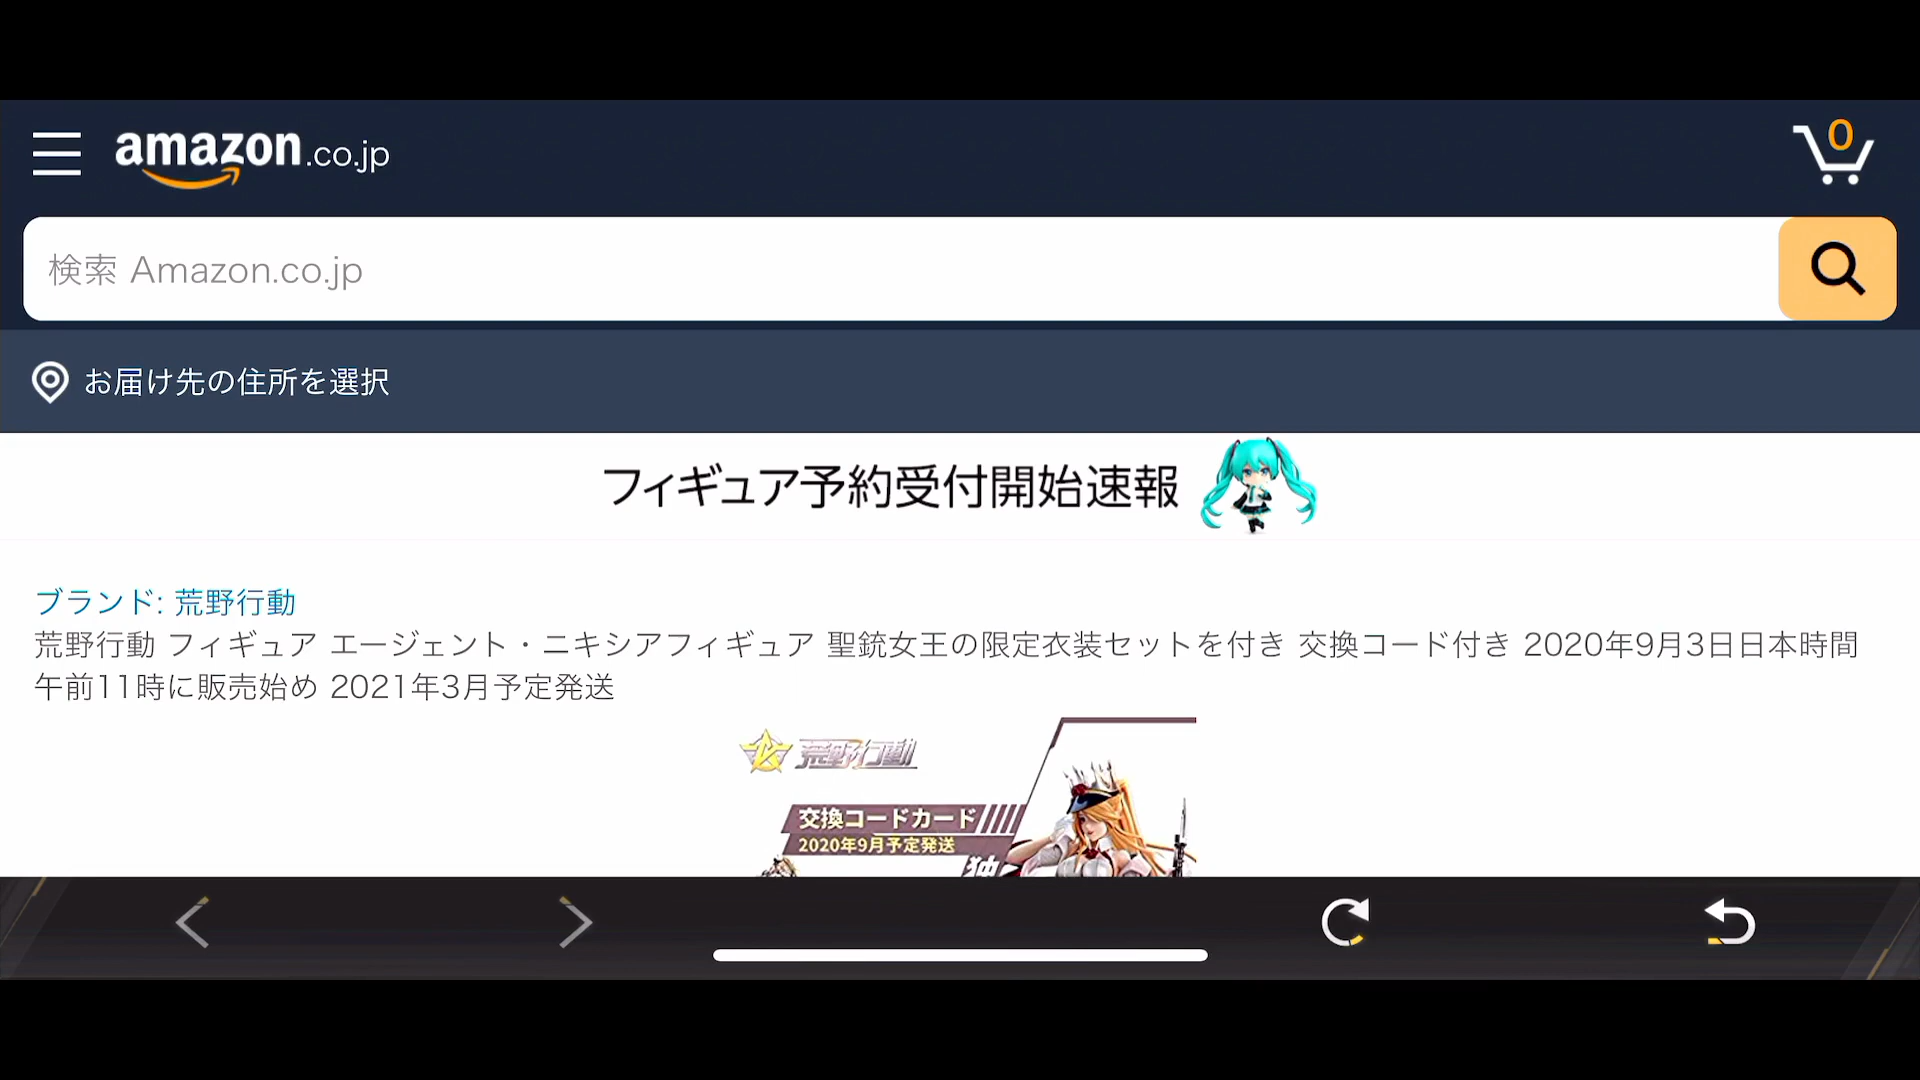 amazon.co.jp
0
検索 Amazon.co.jp
お届け先の住所を選択
フィギュア予約受付開始速報
ブランド: 荒野行動
荒野行動 フィギュア エージェント・ニキシアフィギュア 聖銃女王の限定衣装セットを付き 交換コード付き 2020年9月3日日本時間
午前11時に販売始め 2021年3月予定発送
荒野行動
交換コードカード
2020年9月予定発送